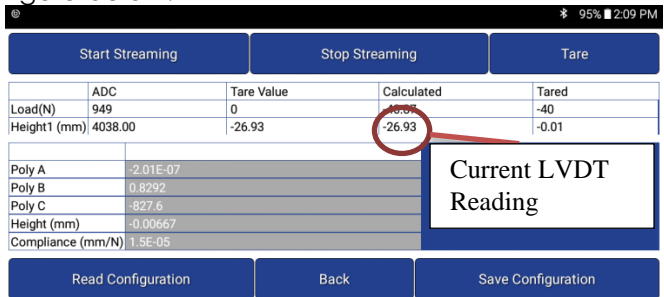 95% 2:09 PM
Start Streaming Stop Streaming Tare
ADC Tare Value Calculated Tared
Load(N) 949 0 -40
Height1 (mm) 4038.00 -26.93 -26.93 -0.01
Poly A -2.01E-07
Poly B 0.8292
Poly C -827.6
Height (mm) -0.00667
Compliance (mm/N) 1.5E-05
Current LVDT
Reading
Read Configuration Back Save Configuration